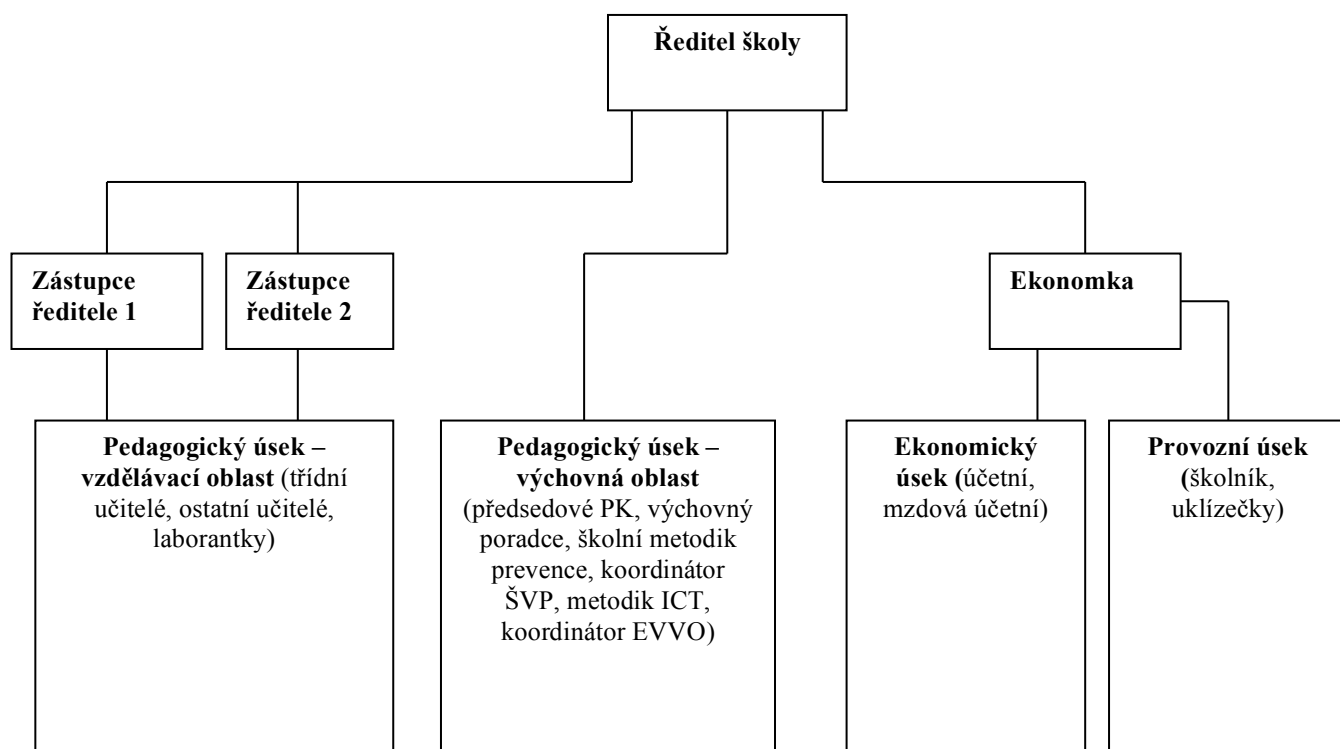 Ředitel školy
Zástupce
ředitele 1
Zástupce
ředitele 2
Ekonomka
Pedagogický úsek –
vzdělávací oblast (třídní
učitelé, ostatní učitelé,
laborantky)
Pedagogický úsek –
výchovná oblast
(předsedové PK, výchovný
poradce, školní metodik
prevence, koordinátor
ŠVP, metodik ICT,
koordinátor EVVO)
Ekonomický
úsek (účetní,
mzdová účetní)
Provozní úsek
(školník,
uklízečky)